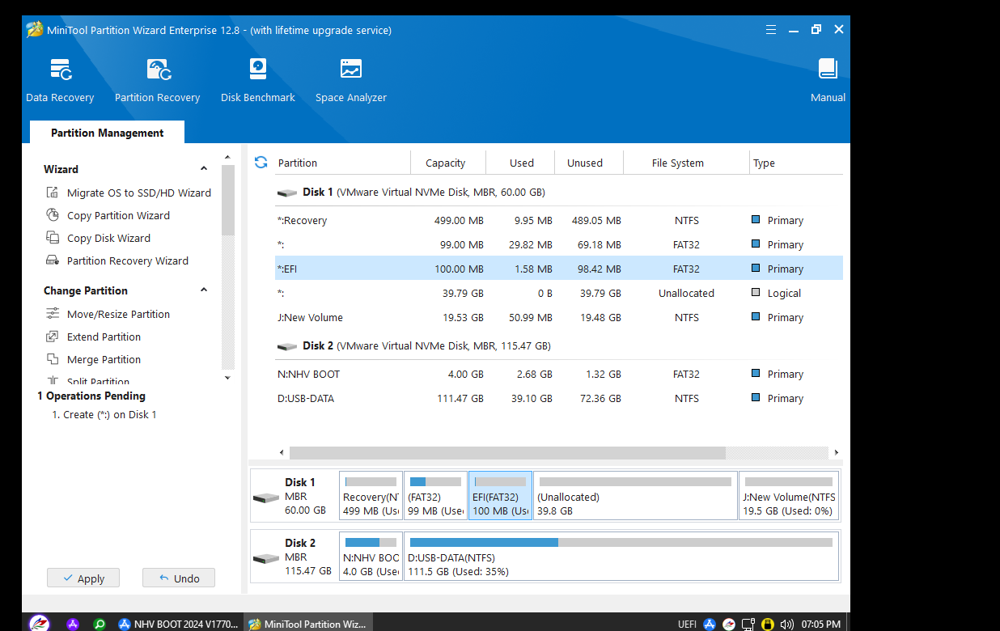 MiniTool Partition Wizard Enterprise 12.8 - (with lifetime upgrade service)
Data Recovery
Partition Recovery
Disk Benchmark
Space Analyzer
Manual
Partition Management
Wizard
Migrate OS to SSD/HD Wizard
Copy Partition Wizard
Copy Disk Wizard
Partition Recovery Wizard
Change Partition
Move/Resize Partition
Extend Partition
Merge Partition
Split Partition
1 Operations Pending
1. Create (*:) on Disk 1
Apply
Undo
Partition Capacity Used Unused File System Type
Disk 1 (VMware Virtual NVMe Disk, MBR, 60.00 GB)
*:Recovery 499.00 MB 9.95 MB 489.05 MB NTFS Primary
*: 99.00 MB 29.82 MB 69.18 MB FAT32 Primary
*:EFI 100.00 MB 1.58 MB 98.42 MB FAT32 Primary
*: 39.79 GB 0 B 39.79 GB Unallocated Logical
J:New Volume 19.53 GB 50.99 MB 19.48 GB NTFS Primary
Disk 2 (VMware Virtual NVMe Disk, MBR, 115.47 GB)
N:NHV BOOT 4.00 GB 2.68 GB 1.32 GB FAT32 Primary
D:USB-DATA 111.47 GB 39.10 GB 72.36 GB NTFS Primary
Disk 1
MBR
60.00 GB
Recovery(N
499 MB (Use
(FAT32)
99 MB (Use
EFI(FAT32)
100 MB (Us
(Unallocated)
39.8 GB
J:New Volume(NTFS
19.5 GB (Used: 0%)
Disk 2
MBR
115.47 GB
N:NHV BOO
4.0 GB (Use
D:USB-DATA(NTFS)
111.5 GB (Used: 35%)
NHV BOOT 2024 V1770...
MiniTool Partition Wiz...
UEFI
07:05 PM